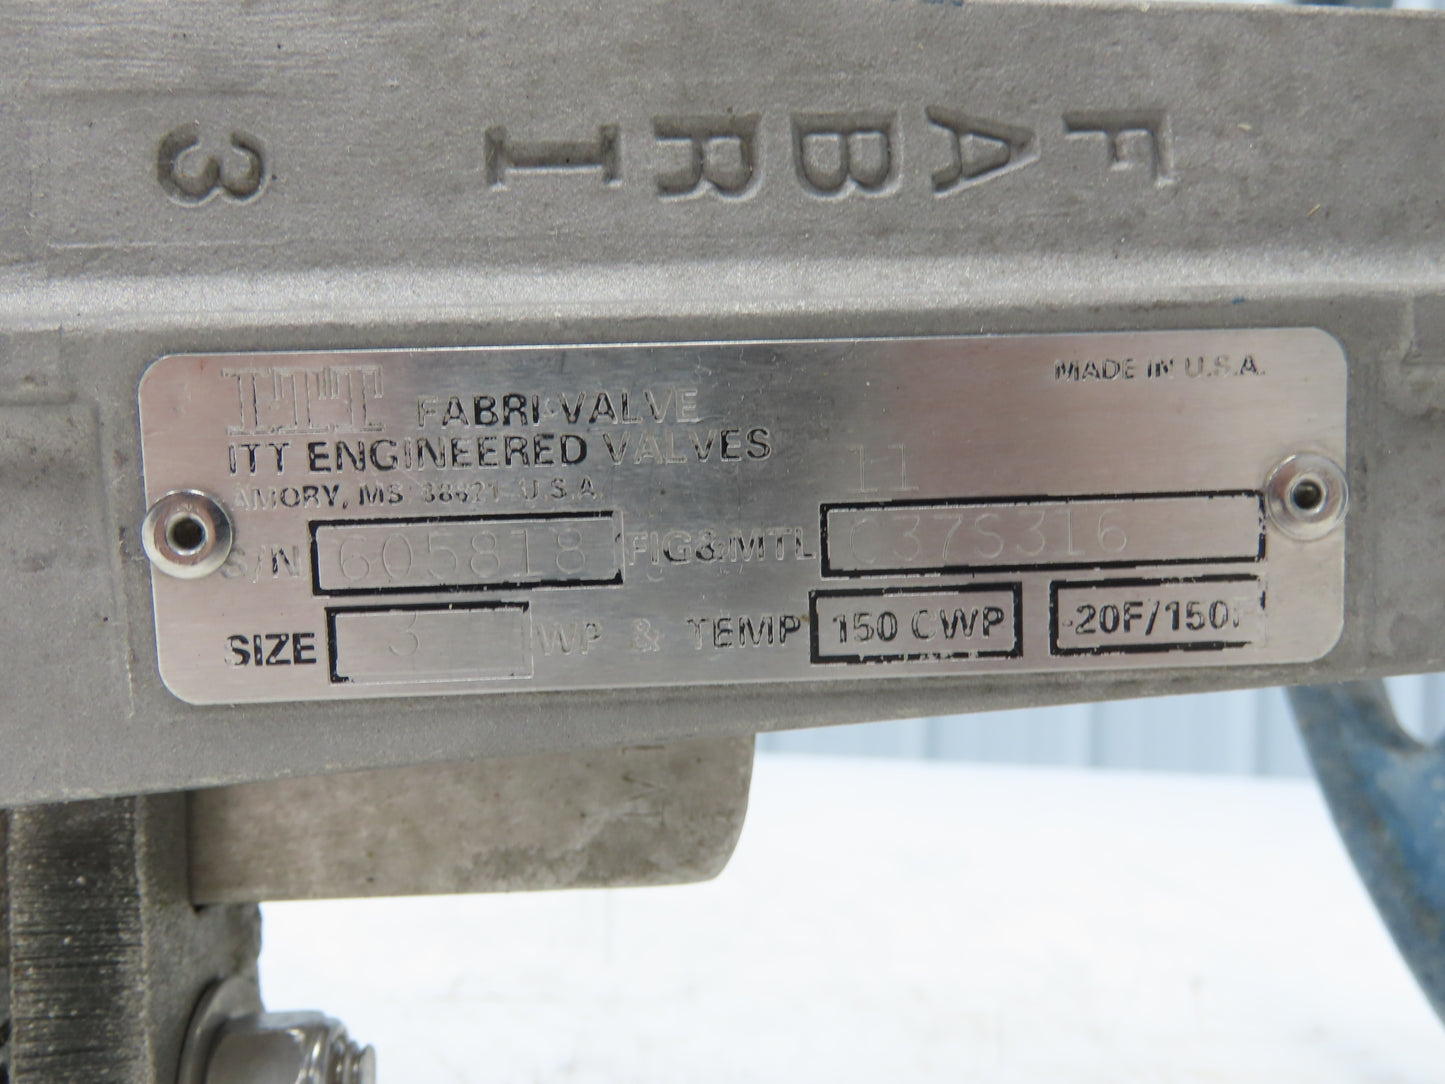 FABRI 3
ITT FABRI-VALVE
MADE IN U.S.A.
ITT ENGINEERED VALVES
AMORY, MS 38821 U.S.A.
11
S/N 605818 FIG&MTL C37S316
SIZE 3 WP & TEMP 150 CWP -20F/150F